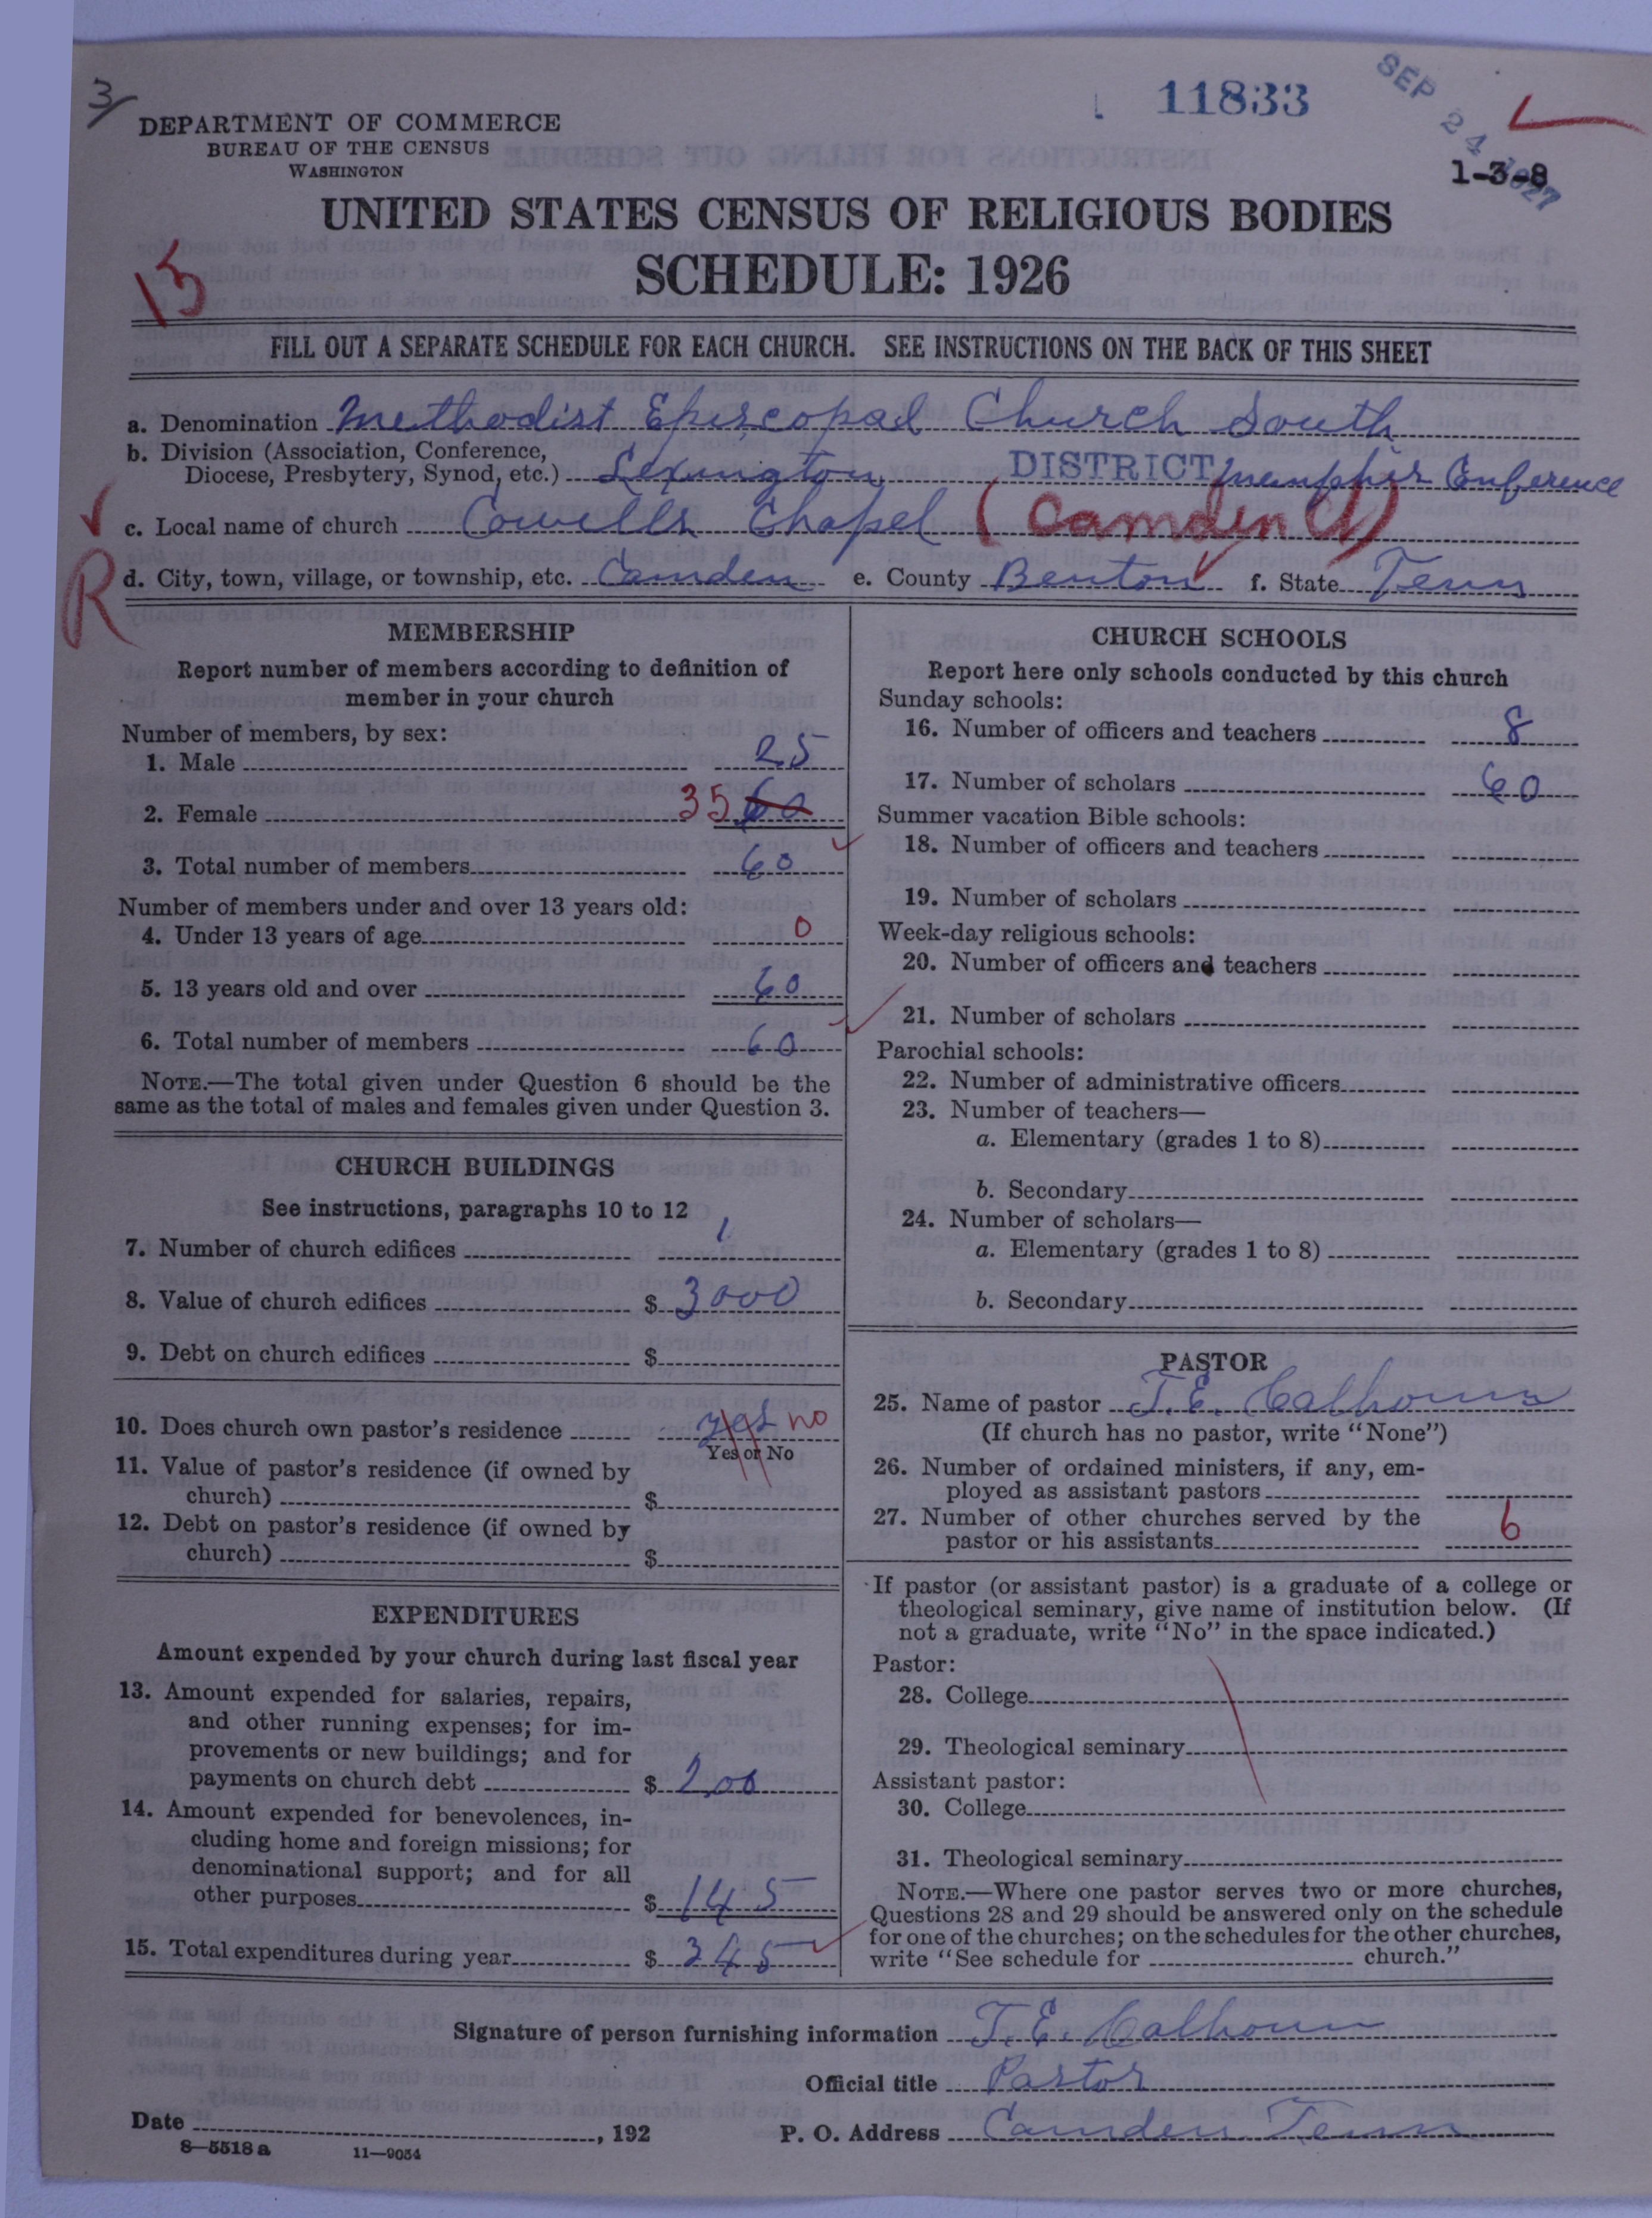 3/
11833
SEP 24 1927
1-3-8
DEPARTMENT OF COMMERCE
BUREAU OF THE CENSUS
WASHINGTON
UNITED STATES CENSUS OF RELIGIOUS BODIES
SCHEDULE: 1926
15
FILL OUT A SEPARATE SCHEDULE FOR EACH CHURCH. SEE INSTRUCTIONS ON THE BACK OF THIS SHEET
a. Denomination Methodist Episcopal Church South
b. Division (Association, Conference,
Diocese, Presbytery, Synod, etc.) Lexington DISTRICT Memphis Conference
c. Local name of church Cowells Chapel (Camden Ct)
R
d. City, town, village, or township, etc. Camden e. County Benton f. State Tenn
MEMBERSHIP
Report number of members according to definition of
member in your church
Number of members, by sex:
1. Male 25
2. Female 35 60
3. Total number of members 60
Number of members under and over 13 years old:
4. Under 13 years of age 0
5. 13 years old and over 60
6. Total number of members 60
NOTE.—The total given under Question 6 should be the
same as the total of males and females given under Question 3.
CHURCH BUILDINGS
See instructions, paragraphs 10 to 12
7. Number of church edifices 1
8. Value of church edifices $ 3000
9. Debt on church edifices $
10. Does church own pastor's residence yes no
Yes or No
11. Value of pastor's residence (if owned by
church) $
12. Debt on pastor's residence (if owned by
church) $
EXPENDITURES
Amount expended by your church during last fiscal year
13. Amount expended for salaries, repairs,
and other running expenses; for im-
provements or new buildings; and for
payments on church debt $ 200
14. Amount expended for benevolences, in-
cluding home and foreign missions; for
denominational support; and for all
other purposes $ 145
15. Total expenditures during year $ 345
CHURCH SCHOOLS
Report here only schools conducted by this church
Sunday schools:
16. Number of officers and teachers 8
17. Number of scholars 60
Summer vacation Bible schools:
18. Number of officers and teachers
19. Number of scholars
Week-day religious schools:
20. Number of officers and teachers
21. Number of scholars
Parochial schools:
22. Number of administrative officers
23. Number of teachers—
a. Elementary (grades 1 to 8)
b. Secondary
24. Number of scholars—
a. Elementary (grades 1 to 8)
b. Secondary
PASTOR
25. Name of pastor T. E. Calhoun
(If church has no pastor, write "None")
26. Number of ordained ministers, if any, em-
ployed as assistant pastors
27. Number of other churches served by the
pastor or his assistants 6
If pastor (or assistant pastor) is a graduate of a college or
theological seminary, give name of institution below. (If
not a graduate, write "No" in the space indicated.)
Pastor:
28. College
29. Theological seminary
Assistant pastor:
30. College
31. Theological seminary
NOTE.—Where one pastor serves two or more churches,
Questions 28 and 29 should be answered only on the schedule
for one of the churches; on the schedules for the other churches,
write "See schedule for church."
Signature of person furnishing information T. E. Calhoun
Official title Pastor
Date , 192
P. O. Address Camden Tenn
8—5518 a 11—9054